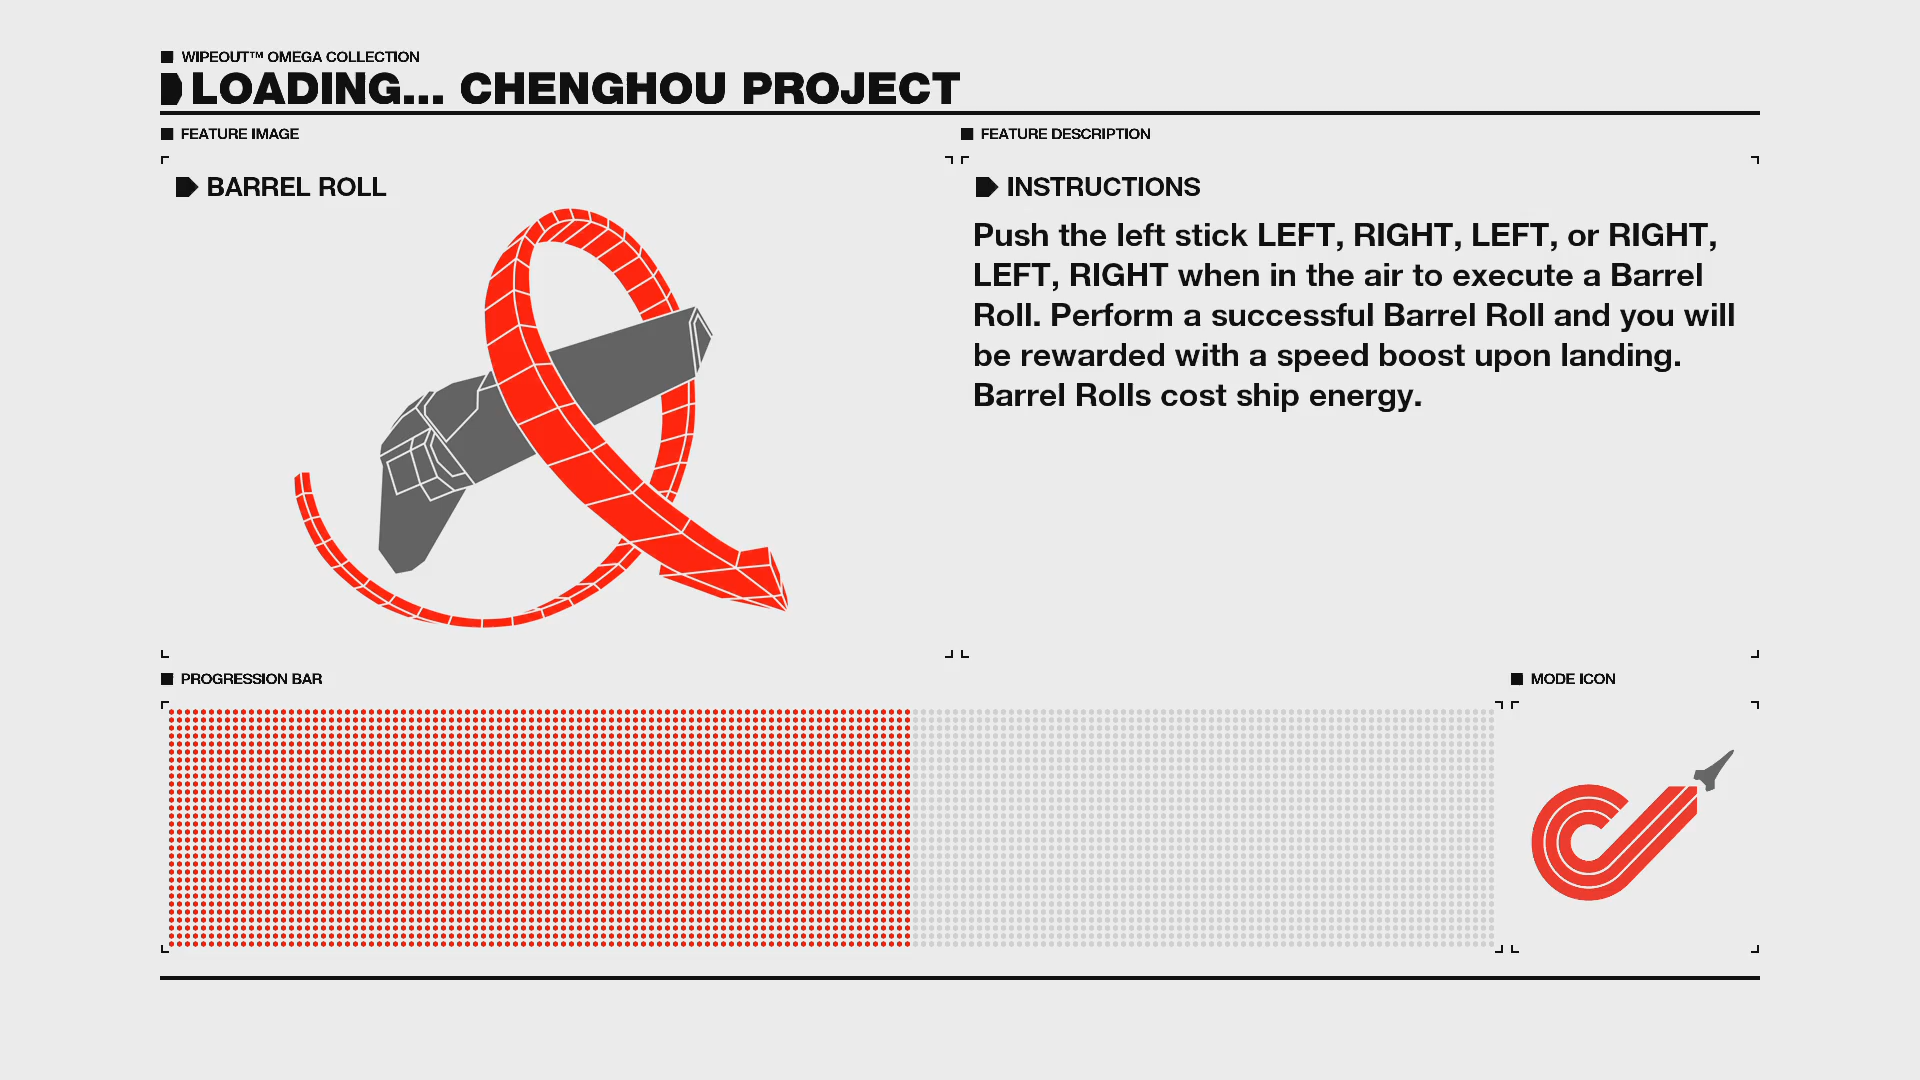 WIPEOUT™ OMEGA COLLECTION
LOADING... CHENGHOU PROJECT
FEATURE IMAGE
BARREL ROLL
FEATURE DESCRIPTION
INSTRUCTIONS
Push the left stick LEFT, RIGHT, LEFT, or RIGHT,
LEFT, RIGHT when in the air to execute a Barrel
Roll. Perform a successful Barrel Roll and you will
be rewarded with a speed boost upon landing.
Barrel Rolls cost ship energy.
PROGRESSION BAR
MODE ICON